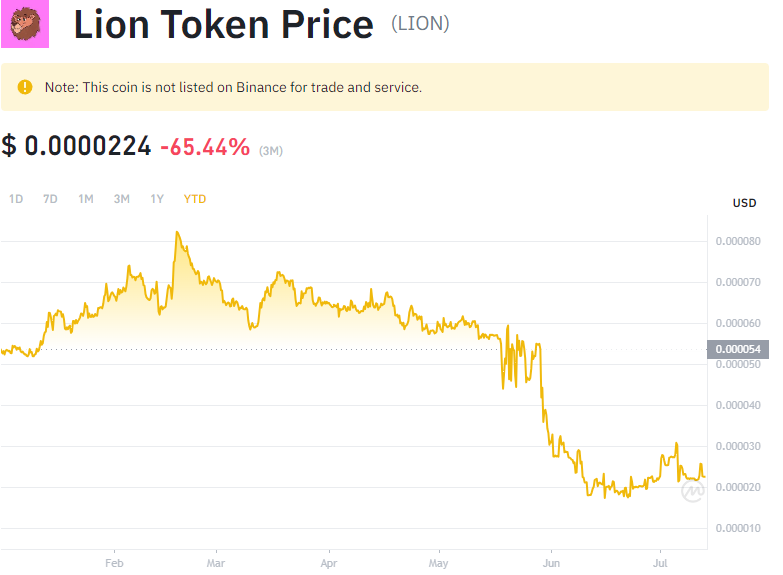 Lion Token Price (LION)
Note: This coin is not listed on Binance for trade and service.
$ 0.0000224 -65.44% (3M)
1D 7D 1M 3M 1Y YTD
USD
0.000080
0.000070
0.000060
0.000054
0.000050
0.000040
0.000030
0.000020
0.000010
Feb Mar Apr May Jun Jul